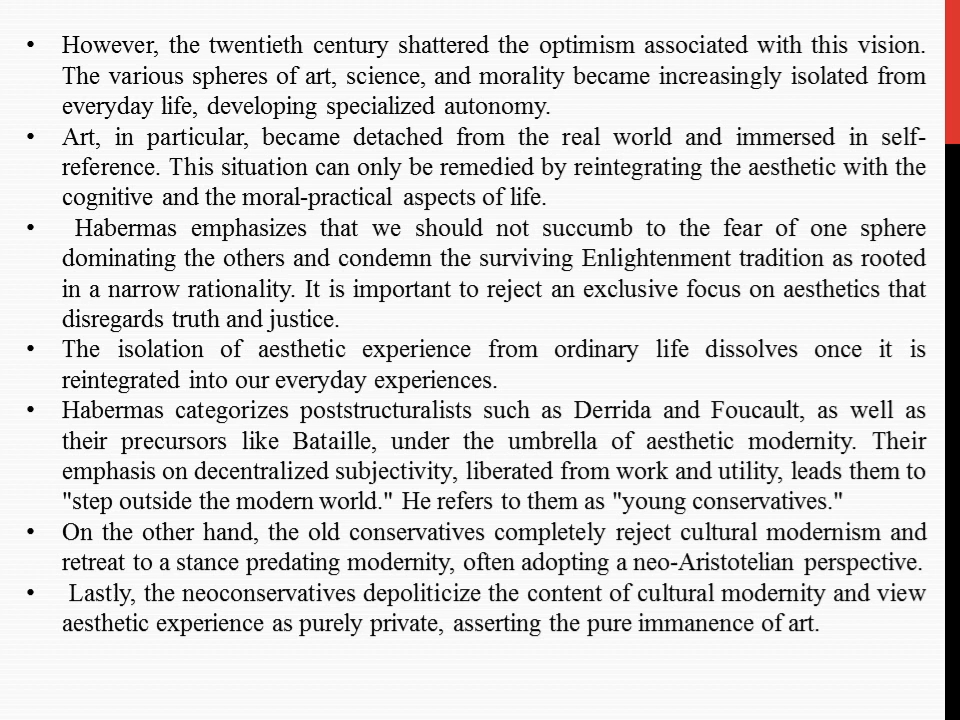 • However, the twentieth century shattered the optimism associated with this vision.
The various spheres of art, science, and morality became increasingly isolated from
everyday life, developing specialized autonomy.
• Art, in particular, became detached from the real world and immersed in self-
reference. This situation can only be remedied by reintegrating the aesthetic with the
cognitive and the moral-practical aspects of life.
• Habermas emphasizes that we should not succumb to the fear of one sphere
dominating the others and condemn the surviving Enlightenment tradition as rooted
in a narrow rationality. It is important to reject an exclusive focus on aesthetics that
disregards truth and justice.
• The isolation of aesthetic experience from ordinary life dissolves once it is
reintegrated into our everyday experiences.
• Habermas categorizes poststructuralists such as Derrida and Foucault, as well as
their precursors like Bataille, under the umbrella of aesthetic modernity. Their
emphasis on decentralized subjectivity, liberated from work and utility, leads them to
"step outside the modern world." He refers to them as "young conservatives."
• On the other hand, the old conservatives completely reject cultural modernism and
retreat to a stance predating modernity, often adopting a neo-Aristotelian perspective.
• Lastly, the neoconservatives depoliticize the content of cultural modernity and view
aesthetic experience as purely private, asserting the pure immanence of art.